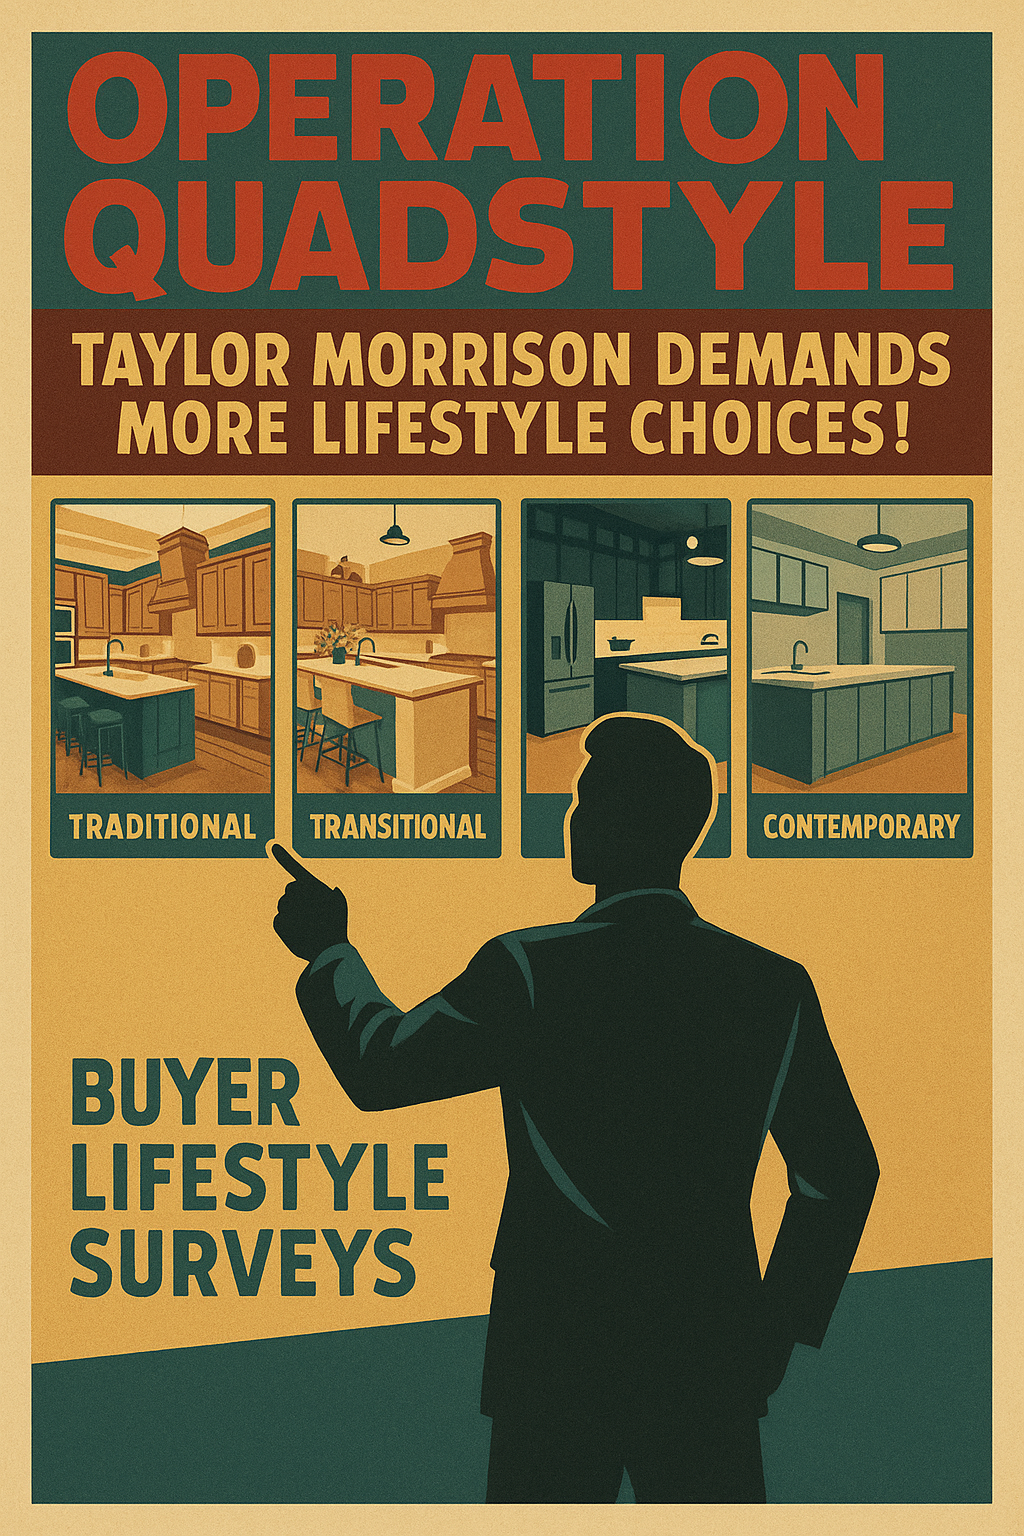 OPERATION
QUADSTYLE
TAYLOR MORRISON DEMANDS
MORE LIFESTYLE CHOICES!
TRADITIONAL
TRANSITIONAL
CONTEMPORARY
BUYER
LIFESTYLE
SURVEYS